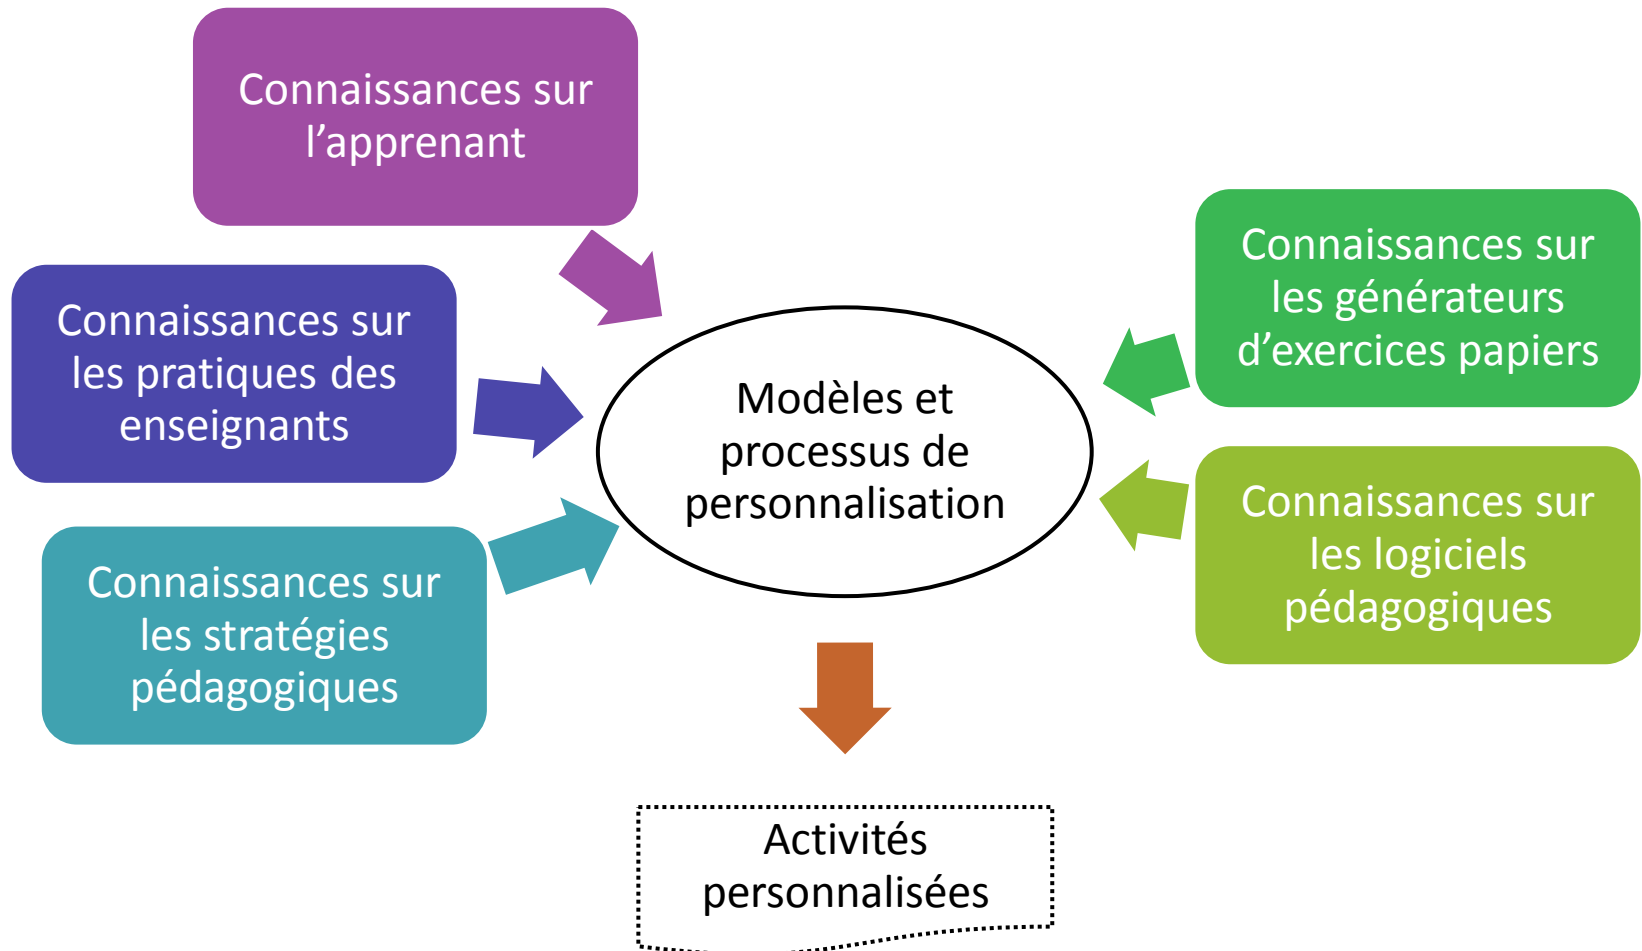 Connaissances sur
l’apprenant
Connaissances sur
les pratiques des
enseignants
Connaissances sur
les stratégies
pédagogiques
Modèles et
processus de
personnalisation
Connaissances sur
les générateurs
d’exercices papiers
Connaissances sur
les logiciels
pédagogiques
Activités
personnalisées